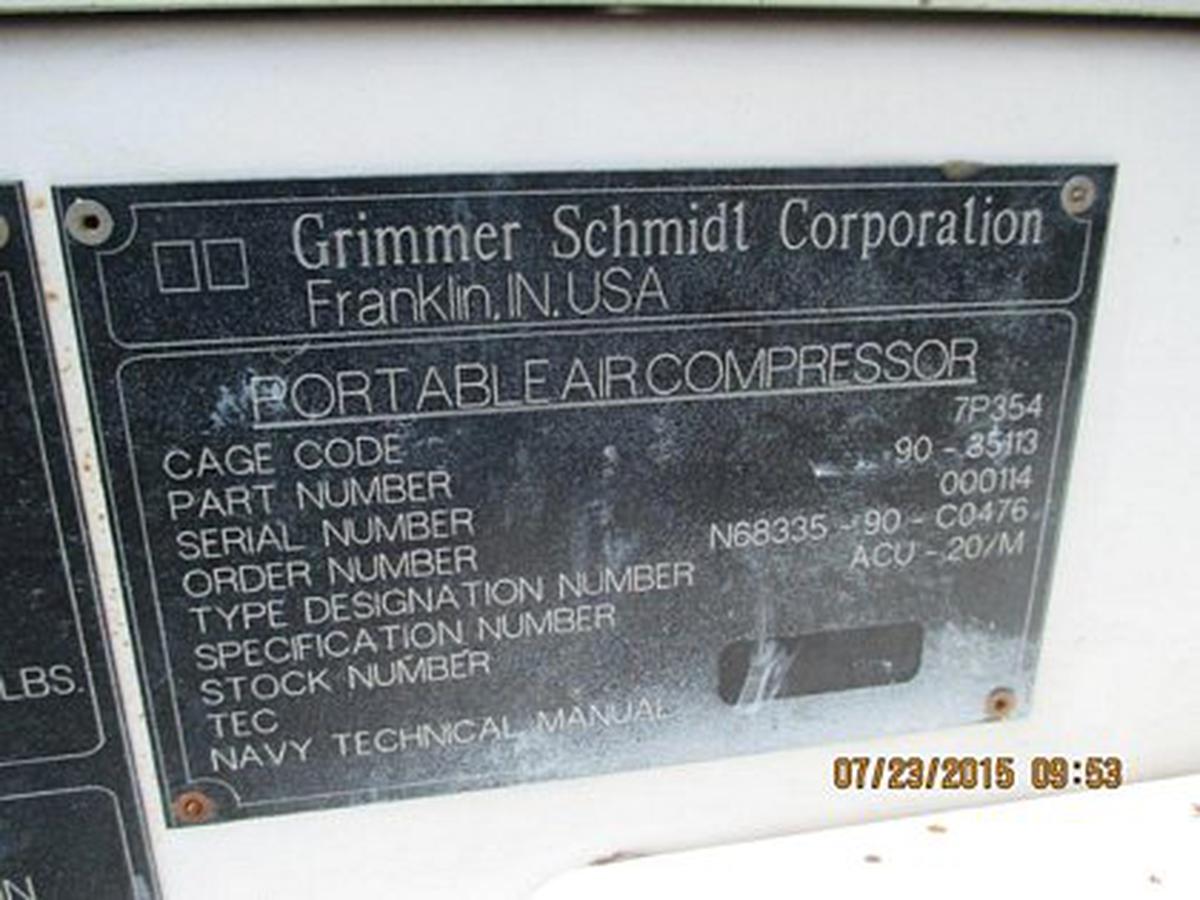 Grimmer Schmidt Corporation
Franklin, IN. USA
PORTABLE AIR COMPRESSOR
CAGE CODE 7P354
PART NUMBER 90 - 35113
SERIAL NUMBER 000114
ORDER NUMBER N68335 - 90 - C0476
TYPE DESIGNATION NUMBER ACU - 20/M
SPECIFICATION NUMBER
STOCK NUMBER
TEC
NAVY TECHNICAL MANUAL
LBS.
07/23/2015 09:53